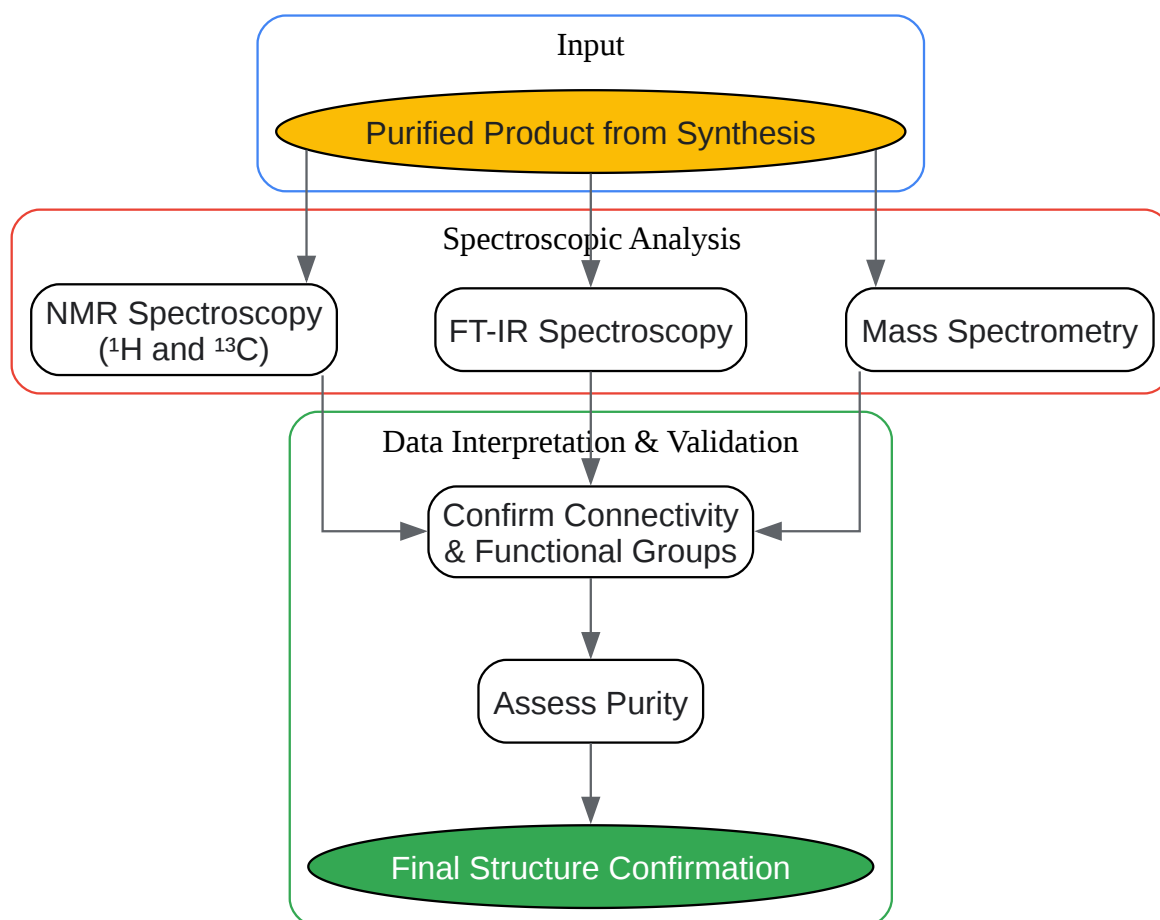 Input
Purified Product from Synthesis
Spectroscopic Analysis
NMR Spectroscopy
(¹H and ¹³C)
FT-IR Spectroscopy
Mass Spectrometry
Data Interpretation & Validation
Confirm Connectivity
& Functional Groups
Assess Purity
Final Structure Confirmation